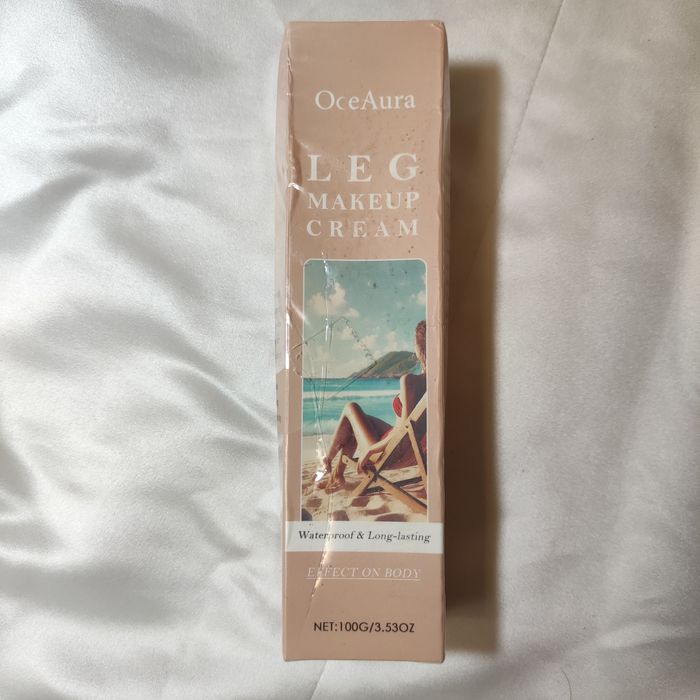 OceAura
LEG
MAKEUP
CREAM
Waterproof & Long-lasting
EFFECT ON BODY
NET:100G/3.53OZ